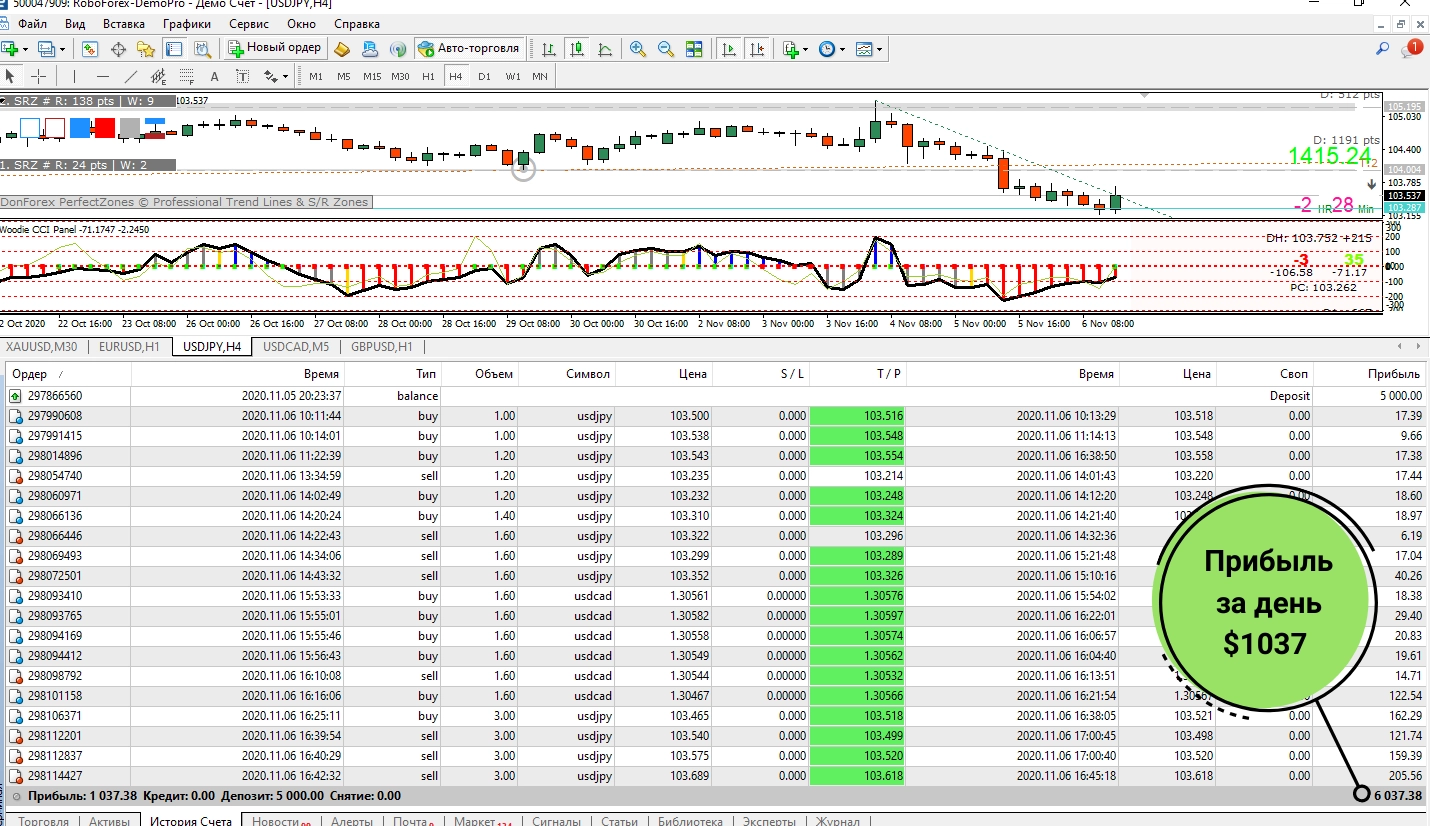 500047909: RoboForex-DemoPro - Демо Счет - [USDJPY,H4]
Файл Вид Вставка Графики Сервис Окно Справка
Новый ордер Авто-торговля 1
A T M1 M5 M15 M30 H1 H4 D1 W1 MN
2. SRZ # R: 138 pts | W: 9 103.537 D: 512 pts 105.195
105.030
D: 1191 pts
1415.24 104.400
1. SRZ # R: 24 pts | W: 2 104.004
103.785
DonForex PerfectZones © Professional Trend Lines & S/R Zones 103.537
-2 HR 28 Min 103.287
103.155
Woodie CCI Panel -71.1747 -2.2450 300
DH: 103.752 +215 200
100
-3 35
-106.58 -71.17
PC: 103.262 -100
-200
-300
2 Oct 2020 22 Oct 16:00 23 Oct 08:00 26 Oct 00:00 26 Oct 16:00 27 Oct 08:00 28 Oct 00:00 28 Oct 16:00 29 Oct 08:00 30 Oct 00:00 30 Oct 16:00 2 Nov 08:00 3 Nov 00:00 3 Nov 16:00 4 Nov 08:00 5 Nov 00:00 5 Nov 16:00 6 Nov 08:00
XAUUSD,M30 EURUSD,H1 USDJPY,H4 USDCAD,M5 GBPUSD,H1
Ордер / Время Тип Объем Символ Цена S / L T / P Время Цена Своп Прибыль
297866560 2020.11.05 20:23:37 balance Deposit 5 000.00
297990608 2020.11.06 10:11:44 buy 1.00 usdjpy 103.500 0.000 103.516 2020.11.06 10:13:29 103.518 0.00 17.39
297991415 2020.11.06 10:14:01 buy 1.00 usdjpy 103.538 0.000 103.548 2020.11.06 11:14:13 103.548 0.00 9.66
298014896 2020.11.06 11:22:39 buy 1.20 usdjpy 103.543 0.000 103.554 2020.11.06 16:38:50 103.558 0.00 17.38
298054740 2020.11.06 13:34:59 sell 1.20 usdjpy 103.235 0.000 103.214 2020.11.06 14:01:43 103.220 0.00 17.44
298060971 2020.11.06 14:02:49 buy 1.20 usdjpy 103.232 0.000 103.248 2020.11.06 14:12:20 103.248 0.00 18.60
298066136 2020.11.06 14:20:24 buy 1.40 usdjpy 103.310 0.000 103.324 2020.11.06 14:21:40 18.97
298066446 2020.11.06 14:22:43 sell 1.60 usdjpy 103.322 0.000 103.296 2020.11.06 14:32:36 6.19
298069493 2020.11.06 14:34:06 sell 1.60 usdjpy 103.299 0.000 103.289 2020.11.06 15:21:48 17.04
298072501 2020.11.06 14:43:32 sell 1.60 usdjpy 103.352 0.000 103.326 2020.11.06 15:10:16 40.26
298093410 2020.11.06 15:53:33 buy 1.60 usdcad 1.30561 0.00000 1.30576 2020.11.06 15:54:02 18.38
298093765 2020.11.06 15:55:01 buy 1.60 usdcad 1.30582 0.00000 1.30597 2020.11.06 16:22:01 29.40
298094169 2020.11.06 15:55:46 buy 1.60 usdcad 1.30558 0.00000 1.30574 2020.11.06 16:06:57 20.83
298094412 2020.11.06 15:56:43 buy 1.60 usdcad 1.30549 0.00000 1.30562 2020.11.06 16:04:40 19.61
298098792 2020.11.06 16:10:08 sell 1.60 usdcad 1.30544 0.00000 1.30532 2020.11.06 16:13:51 14.71
298101158 2020.11.06 16:16:06 buy 1.60 usdcad 1.30467 0.00000 1.30566 2020.11.06 16:21:54 1.30567 0.00 122.54
298106371 2020.11.06 16:25:11 buy 3.00 usdjpy 103.465 0.000 103.518 2020.11.06 16:38:05 103.521 0.00 162.29
298112201 2020.11.06 16:39:54 sell 3.00 usdjpy 103.540 0.000 103.499 2020.11.06 17:00:45 103.498 0.00 121.74
298112837 2020.11.06 16:40:29 sell 3.00 usdjpy 103.575 0.000 103.520 2020.11.06 17:00:40 103.520 0.00 159.39
298114427 2020.11.06 16:42:32 sell 3.00 usdjpy 103.689 0.000 103.618 2020.11.06 16:45:18 103.618 0.00 205.56
Прибыль
за день
$1037
Прибыль: 1 037.38 Кредит: 0.00 Депозит: 5 000.00 Снятие: 0.00 6 037.38
Торговля Активы История Счета Новости Алерты Почта Маркет Сигналы Статьи Библиотека Эксперты Журнал